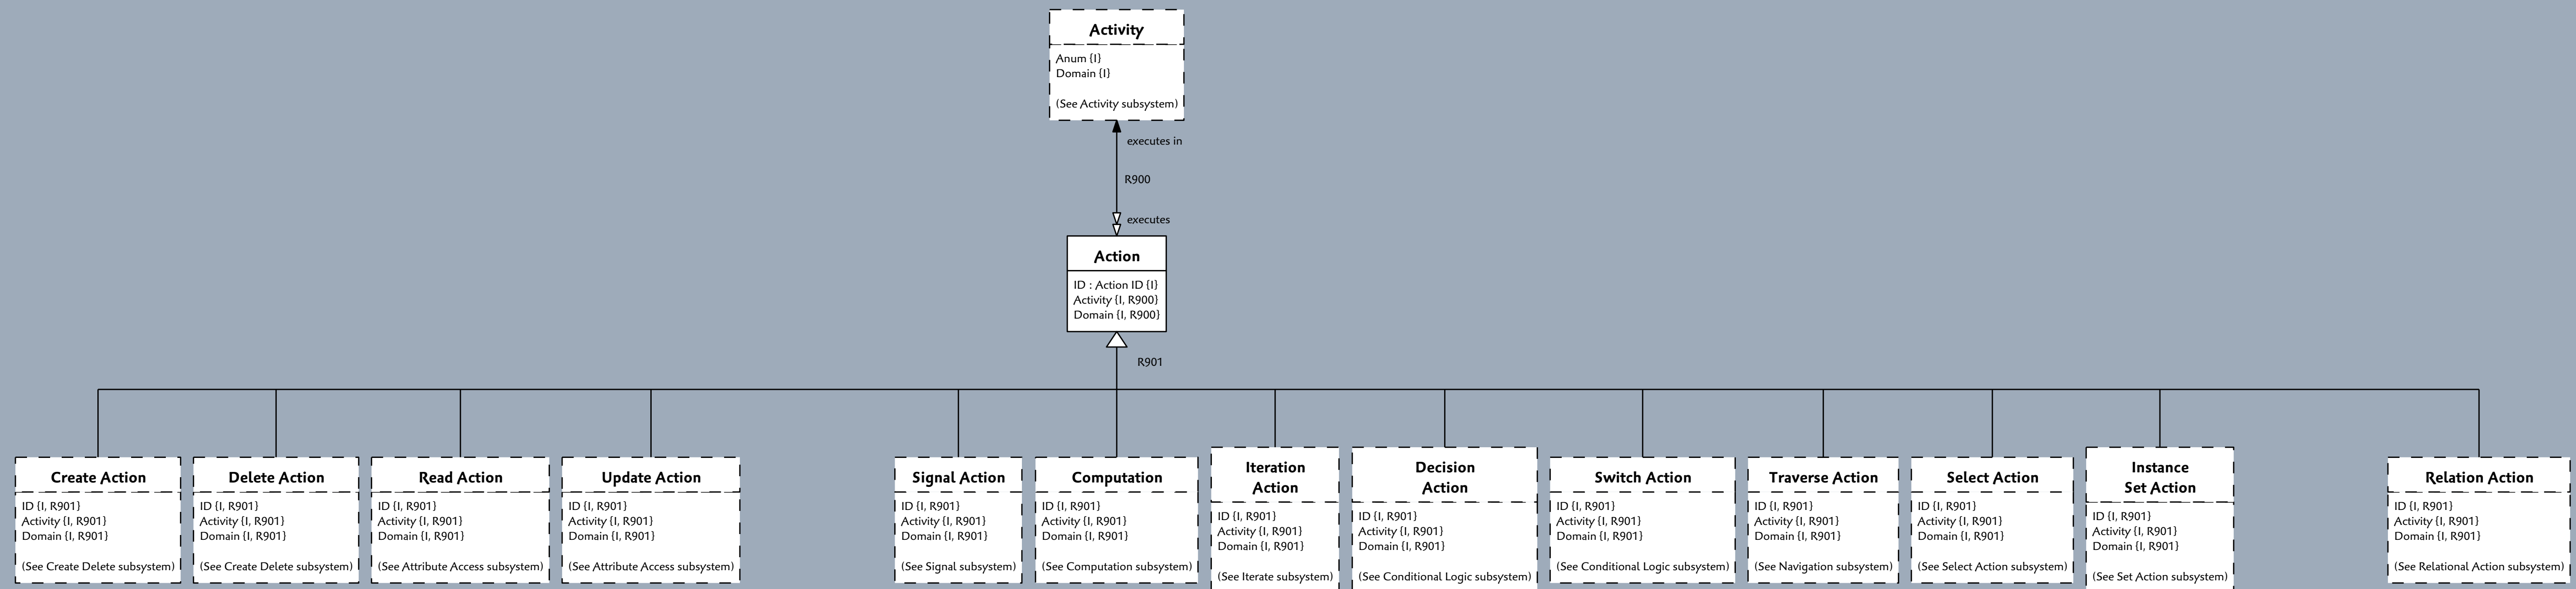 Activity
Anum {I}
Domain {I}
(See Activity subsystem)
executes in
R900
executes
Action
ID : Action ID {I}
Activity {I, R900}
Domain {I, R900}
R901
Create Action
ID {I, R901}
Activity {I, R901}
Domain {I, R901}
(See Create Delete subsystem)
Delete Action
ID {I, R901}
Activity {I, R901}
Domain {I, R901}
(See Create Delete subsystem)
Read Action
ID {I, R901}
Activity {I, R901}
Domain {I, R901}
(See Attribute Access subsystem)
Update Action
ID {I, R901}
Activity {I, R901}
Domain {I, R901}
(See Attribute Access subsystem)
Signal Action
ID {I, R901}
Activity {I, R901}
Domain {I, R901}
(See Signal subsystem)
Computation
ID {I, R901}
Activity {I, R901}
Domain {I, R901}
(See Computation subsystem)
Iteration
Action
ID {I, R901}
Activity {I, R901}
Domain {I, R901}
(See Iterate subsystem)
Decision
Action
ID {I, R901}
Activity {I, R901}
Domain {I, R901}
(See Conditional Logic subsystem)
Switch Action
ID {I, R901}
Activity {I, R901}
Domain {I, R901}
(See Conditional Logic subsystem)
Traverse Action
ID {I, R901}
Activity {I, R901}
Domain {I, R901}
(See Navigation subsystem)
Select Action
ID {I, R901}
Activity {I, R901}
Domain {I, R901}
(See Select Action subsystem)
Instance
Set Action
ID {I, R901}
Activity {I, R901}
Domain {I, R901}
(See Set Action subsystem)
Relation Action
ID {I, R901}
Activity {I, R901}
Domain {I, R901}
(See Relational Action subsystem)